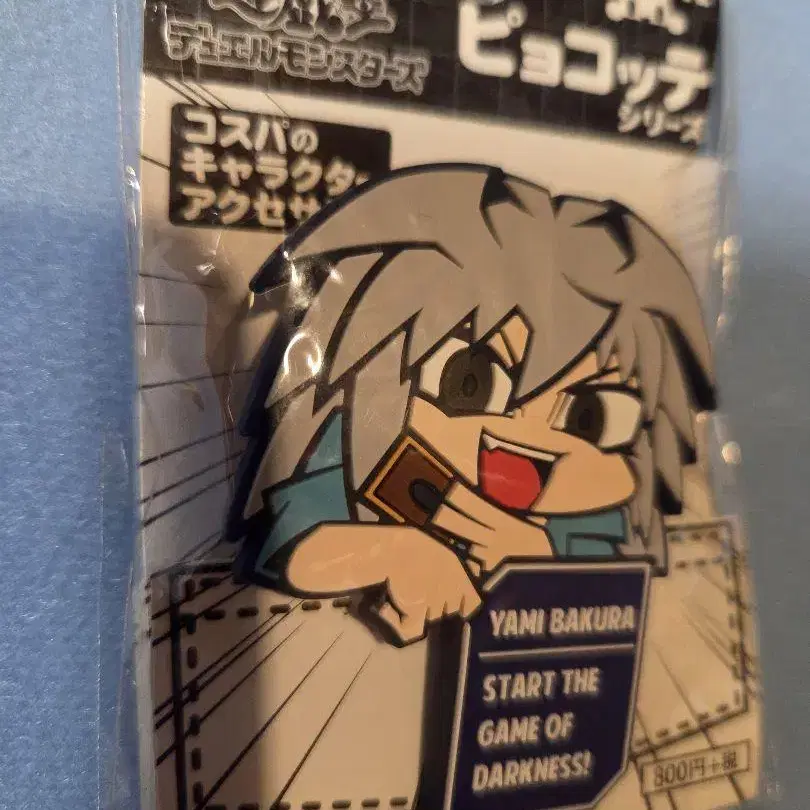 デュエルモンスターズ
ピョコッテ
シリーズ
コスパの
キャラクター
アクセサ
YAMI BAKURA
START THE
GAME OF
DARKNESS!
800円+税